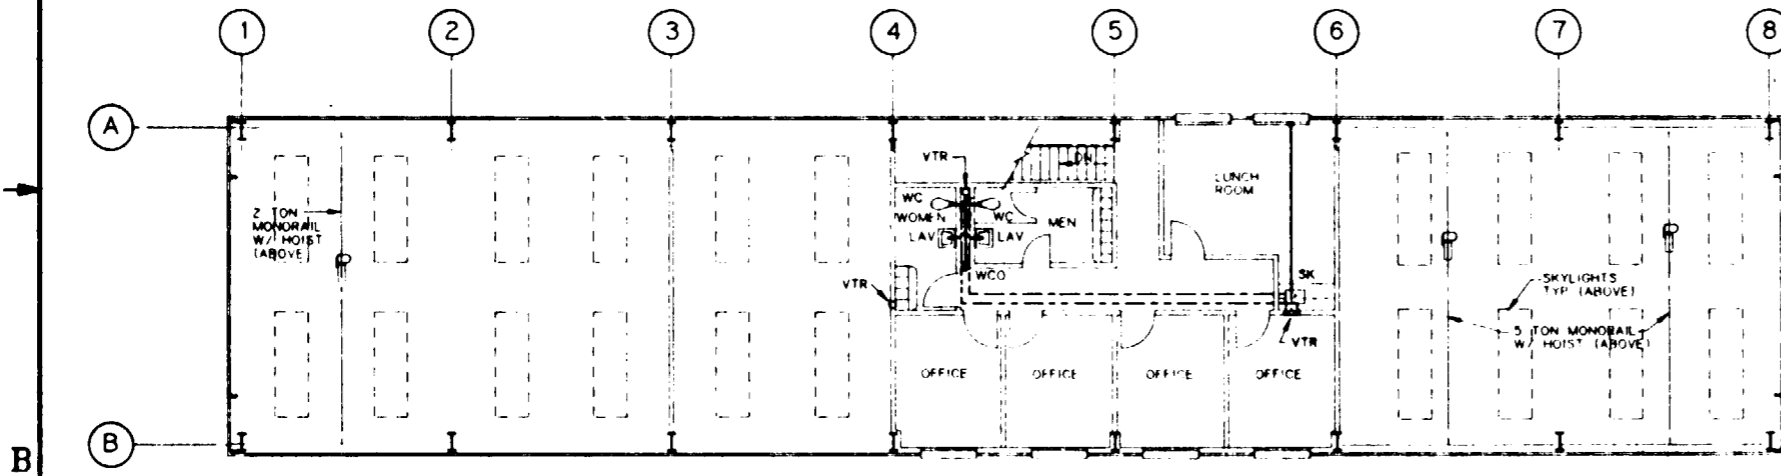 1 2 3 4 5 6 7 8
A
VTR
DN
LUNCH
ROOM
WC
WC
WOMEN
MEN
LAV
LAV
2 TON
MONORAIL
W/ HOIST
(ABOVE)
WCO
SK
VTR
SKYLIGHTS
TYP (ABOVE)
5 TON MONORAIL
W/ HOIST (ABOVE)
VTR
OFFICE OFFICE OFFICE OFFICE
B
B